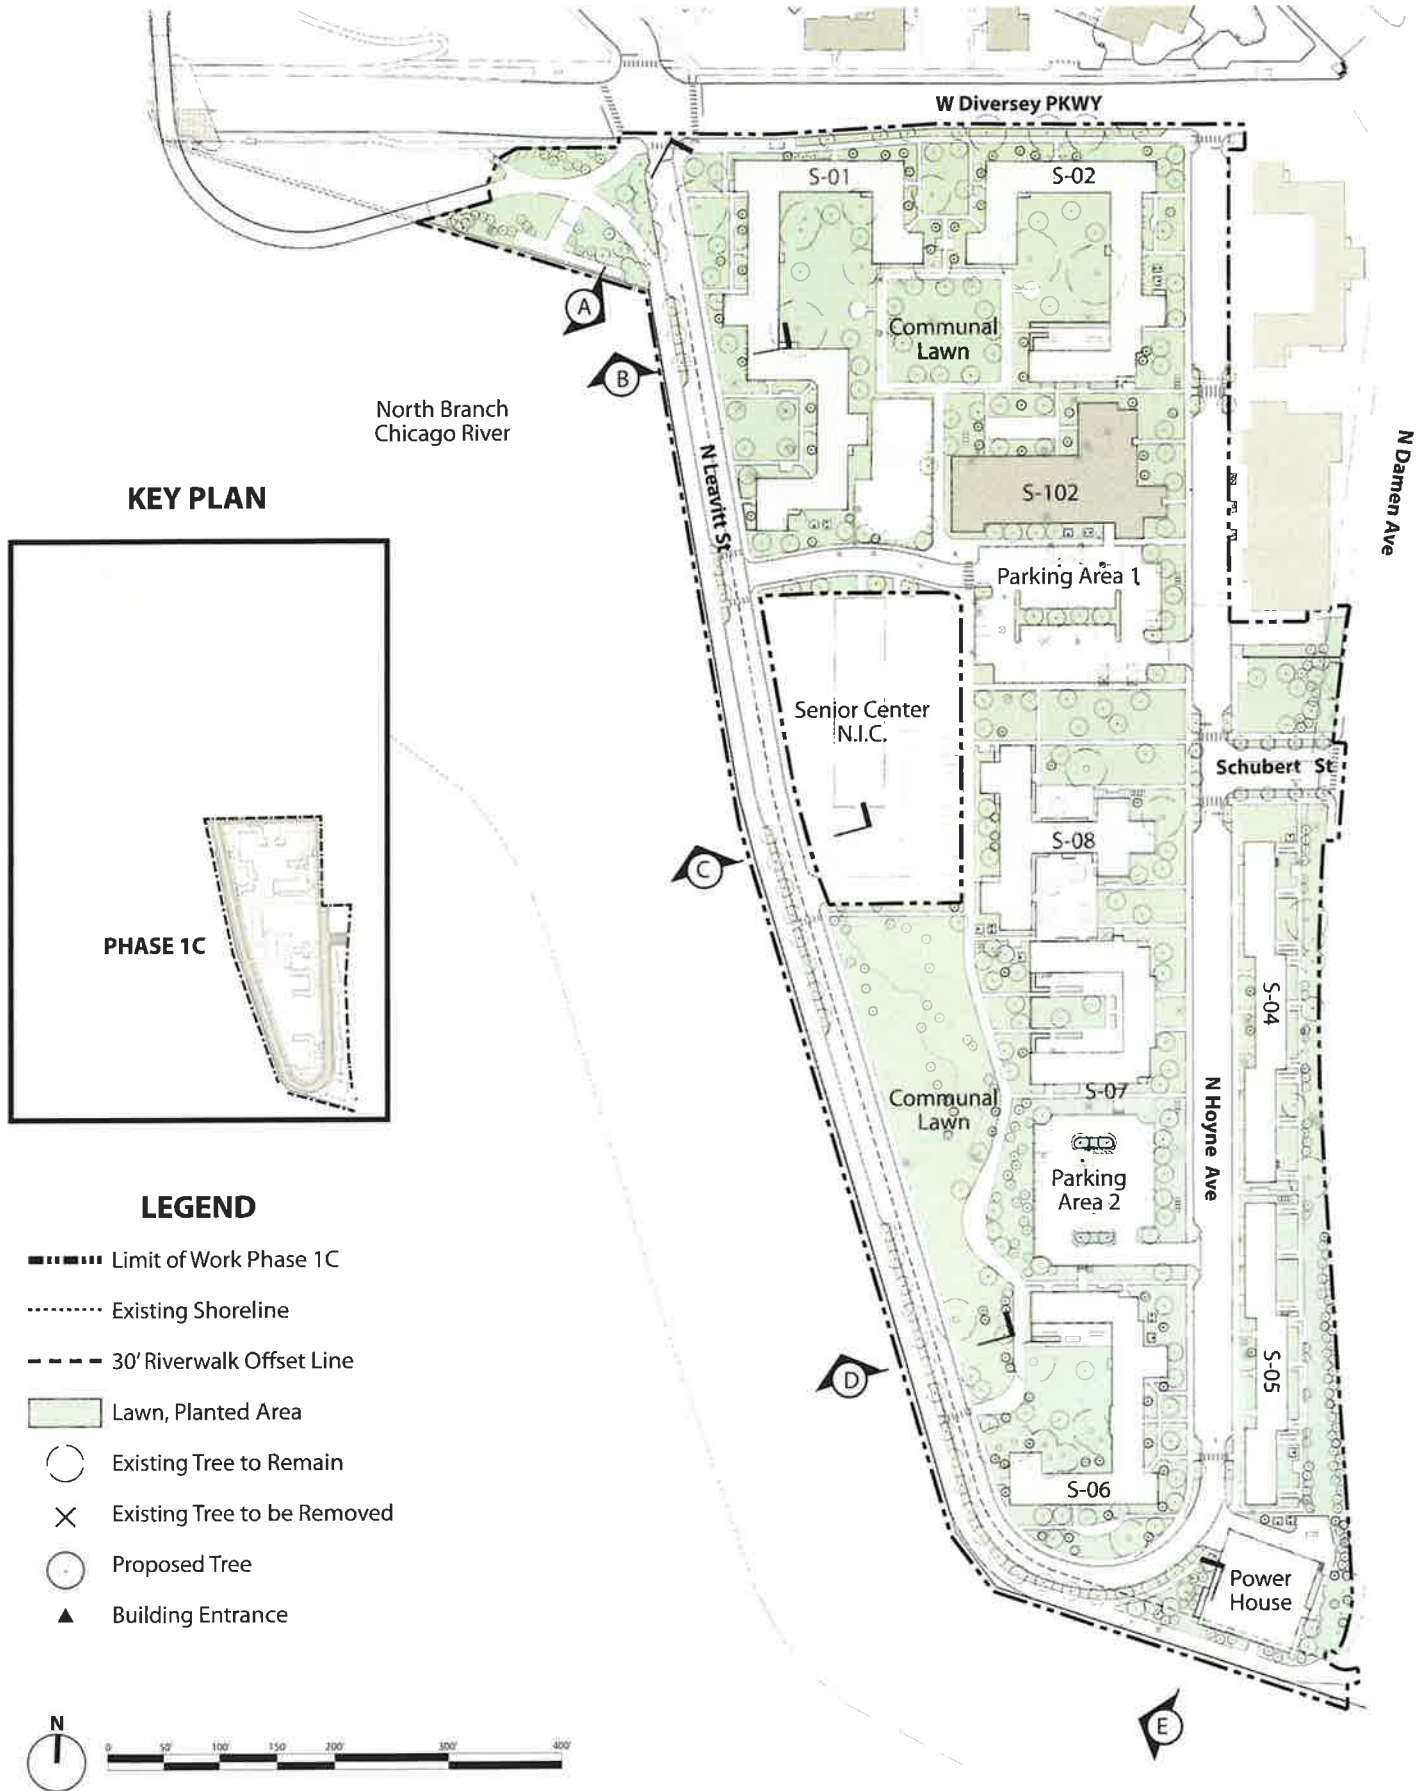 W Diversey PKWY
S-01
S-02
A
Communal
Lawn
B
North Branch
Chicago River
N Leavitt St
N Damen Ave
KEY PLAN
S-102
Parking Area 1
Senior Center
N.I.C.
Schubert St
S-08
C
PHASE 1C
S-04
S-07
Communal
Lawn
N Hoyne Ave
Parking
Area 2
LEGEND
Limit of Work Phase 1C
Existing Shoreline
30' Riverwalk Offset Line
Lawn, Planted Area
Existing Tree to Remain
Existing Tree to be Removed
Proposed Tree
Building Entrance
D
S-05
S-06
Power
House
E
N
0 50' 100' 150' 200' 300' 400'